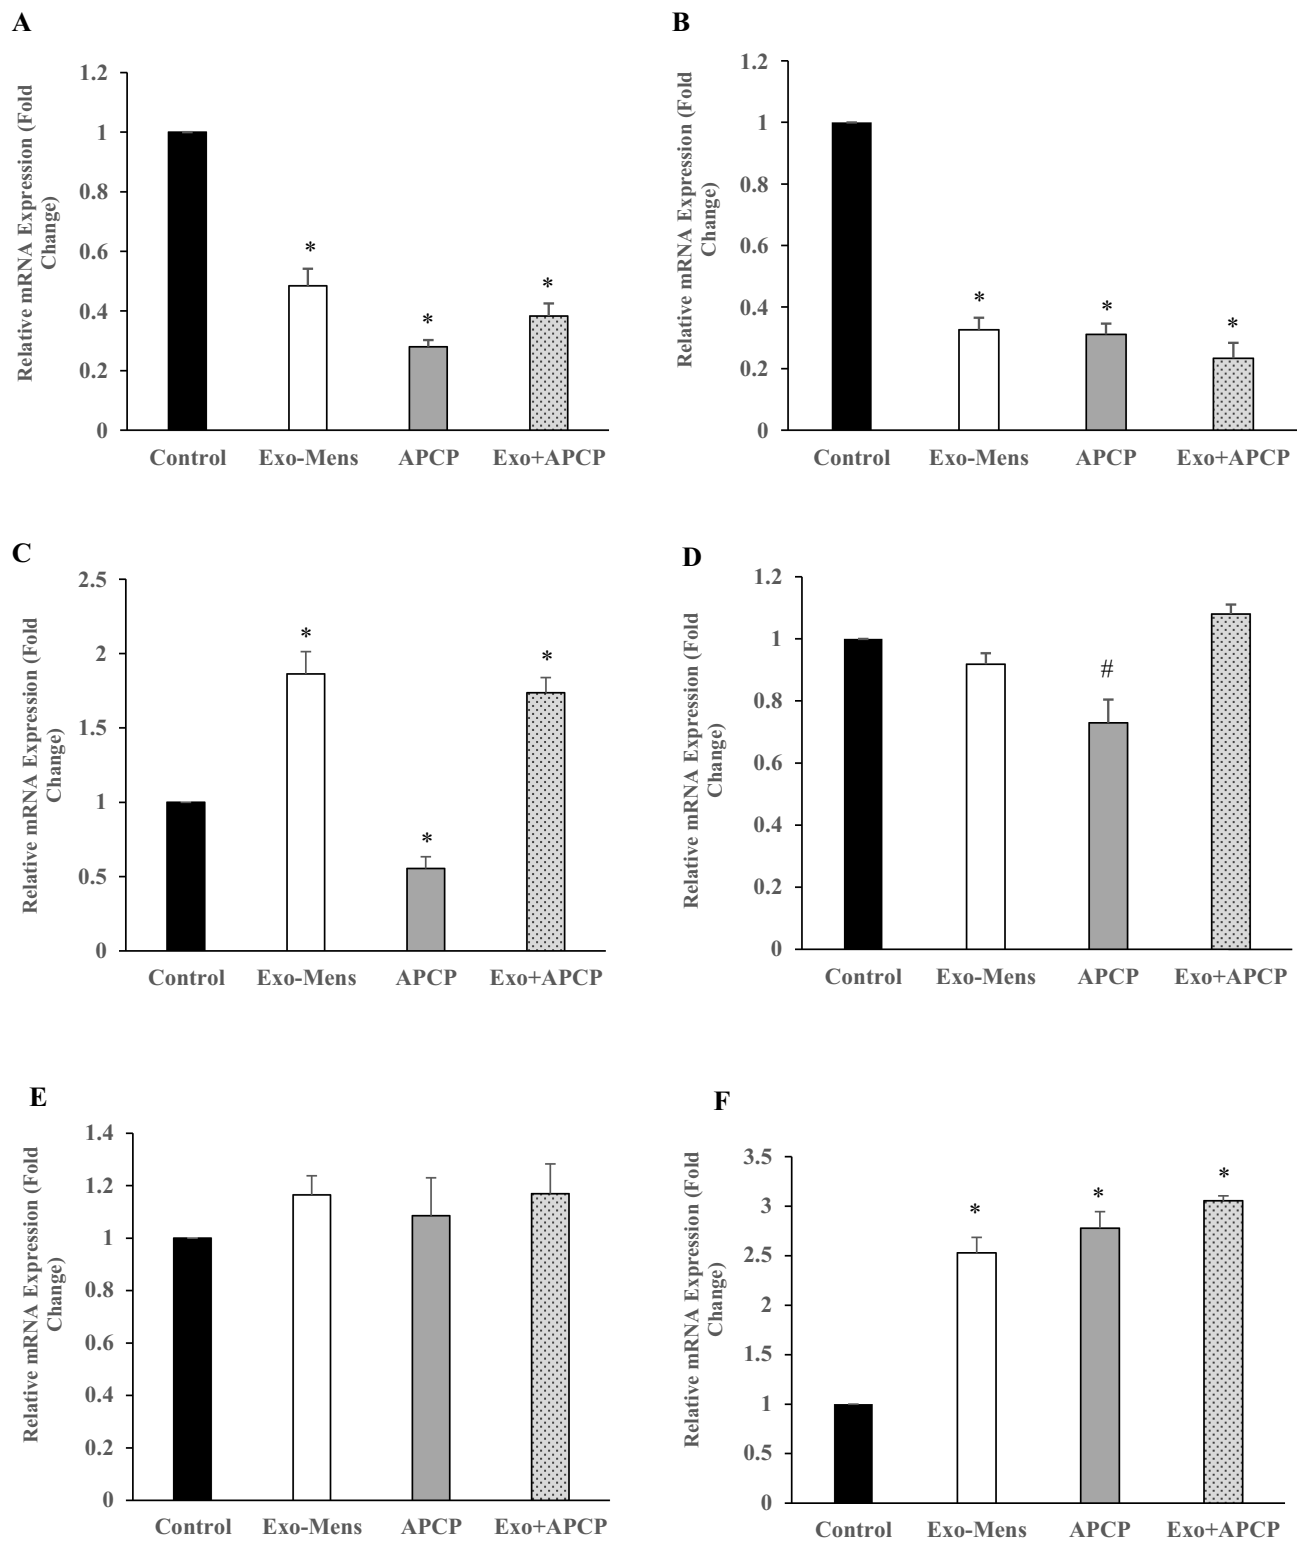 A
Relative mRNA Expression (Fold
Change)
1.2
1
0.8
0.6
0.4
0.2
0
*
*
*
Control
Exo-Mens
APCP
Exo+APCP
B
Relative mRNA Expression (Fold
Change)
1.2
1
0.8
0.6
0.4
0.2
0
*
*
*
Control
Exo-Mens
APCP
Exo+APCP
C
Relative mRNA Expression (Fold
Change)
2.5
2
1.5
1
0.5
0
*
*
*
Control
Exo-Mens
APCP
Exo+APCP
D
Relative mRNA Expression (Fold
Change)
1.2
1
0.8
0.6
0.4
0.2
0
#
Control
Exo-Mens
APCP
Exo+APCP
E
Relative mRNA Expression (Fold
Change)
1.4
1.2
1
0.8
0.6
0.4
0.2
0
Control
Exo-Mens
APCP
Exo+APCP
F
Relative mRNA Expression (Fold
Change)
3.5
3
2.5
2
1.5
1
0.5
0
*
*
*
Control
Exo-Mens
APCP
Exo+APCP